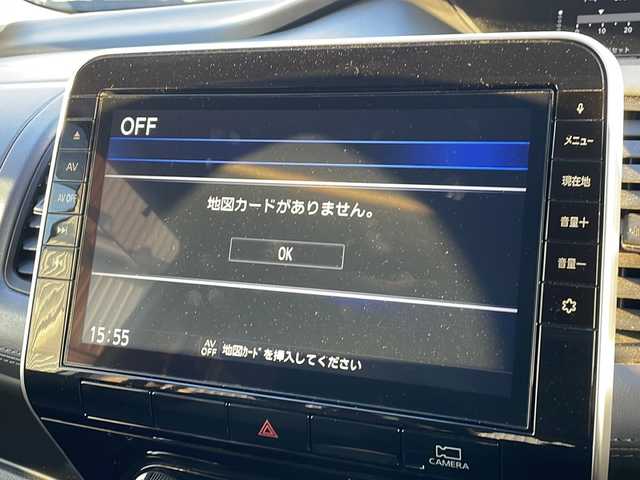 10 20
OFF
地図カードがありません。
OK
15:55
AV OFF 地図ｶｰﾄﾞを挿入してください
AV
AV OFF
メニュー
現在地
音量＋
音量－
CAMERA